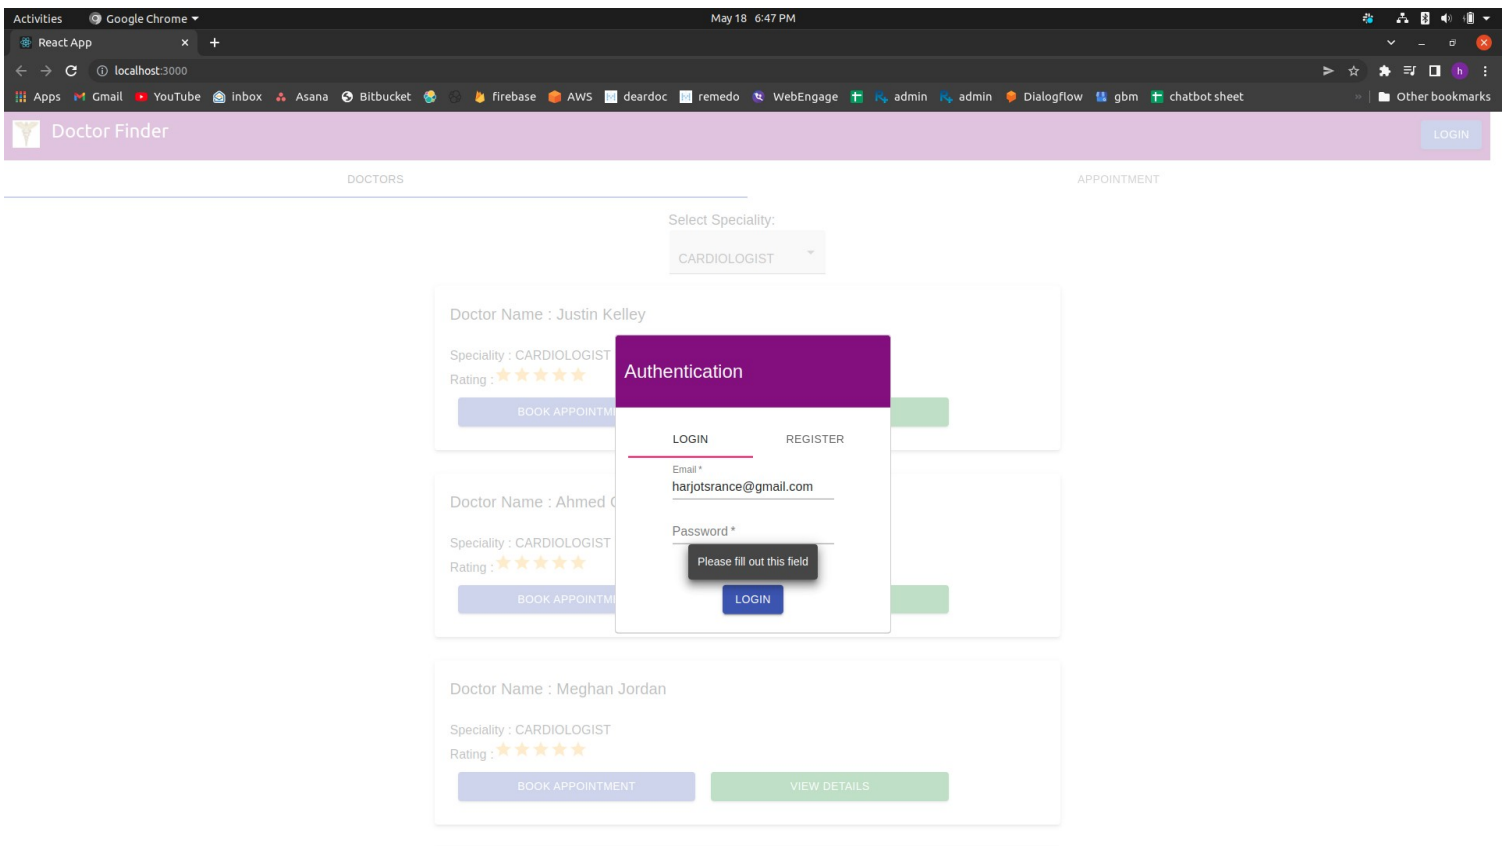 Activities Google Chrome May 18 6:47 PM
React App
localhost:3000
Apps Gmail YouTube inbox Asana Bitbucket firebase AWS deardoc remedo WebEngage admin admin Dialogflow gbm chatbot sheet » Other bookmarks
Doctor Finder LOGIN
DOCTORS APPOINTMENT
Select Speciality:
CARDIOLOGIST
Doctor Name : Justin Kelley
Speciality : CARDIOLOGIST
Rating :
BOOK APPOINTM
Authentication
LOGIN REGISTER
Email *
harjotsrance@gmail.com
Password *
Please fill out this field
LOGIN
Doctor Name : Ahmed
Speciality : CARDIOLOGIST
Rating :
BOOK APPOINTM
Doctor Name : Meghan Jordan
Speciality : CARDIOLOGIST
Rating :
BOOK APPOINTMENT VIEW DETAILS